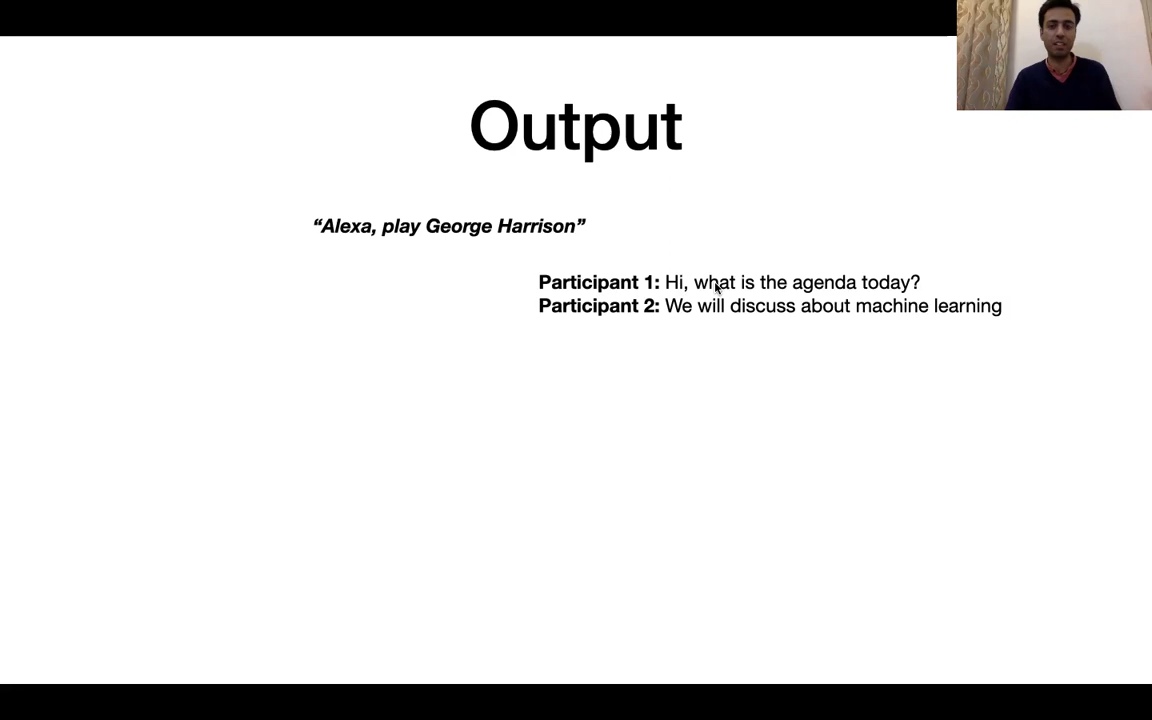 Output
“Alexa, play George Harrison”
Participant 1: Hi, what is the agenda today?
Participant 2: We will discuss about machine learning